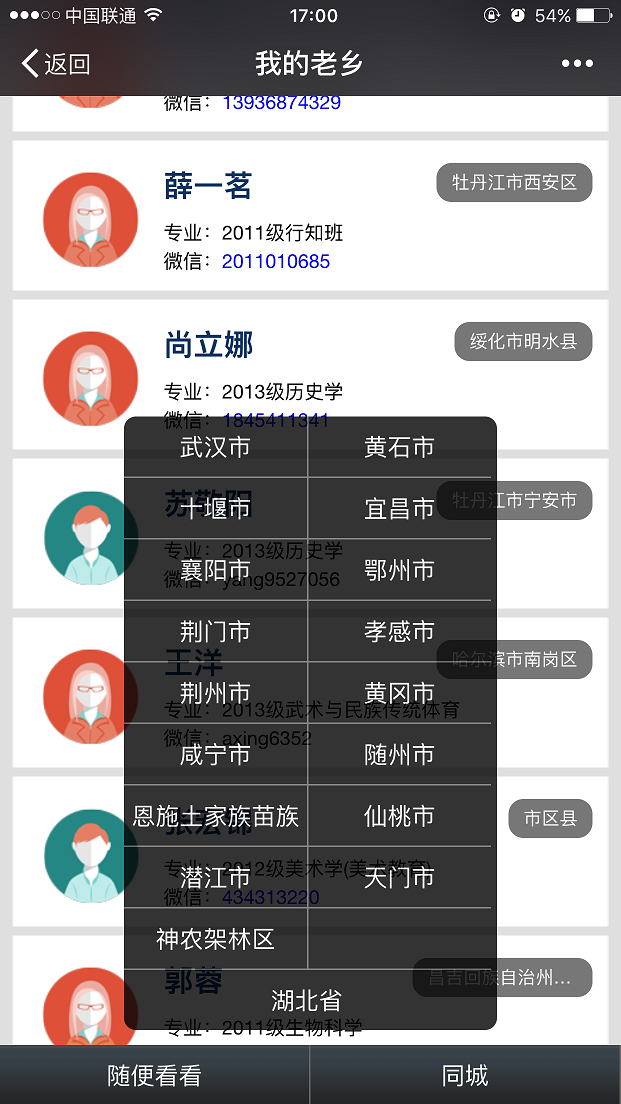 中国联通 17:00 54%
返回 我的老乡
微信：13936874329
薛一茗 牡丹江市西安区
专业：2011级行知班
微信：2011010685
尚立娜 绥化市明水县
专业：2013级历史学
微信：1845411341
武汉市 黄石市
苏敬阳 牡丹江市宁安市
十堰市 宜昌市
专业：2013级历史学
襄阳市 鄂州市
微信：yang9527056
荆门市 孝感市
王洋 哈尔滨市南岗区
荆州市 黄冈市
专业：2013级武术与民族传统体育
微信：axing6352
咸宁市 随州市
恩施土家族苗族 仙桃市
市区县
专业：2012级美术学(美术教育)
潜江市 天门市
微信：434313220
神农架林区
郭蓉 昌吉回族自治州...
湖北省
专业：2011级生物科学
随便看看 同城